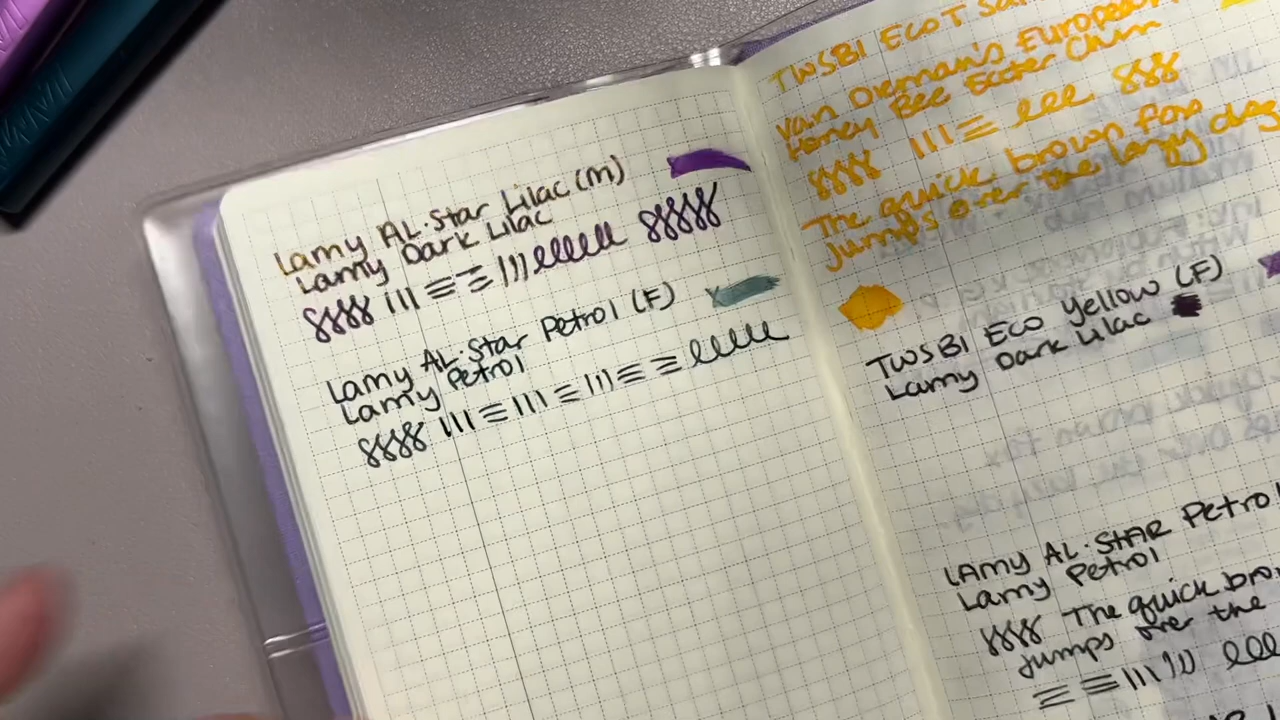 Lamy AL-Star Lilac (M)
Lamy Dark Lilac
Lamy AL-Star Petrol (F)
Lamy Petrol
TWSBI ECO T
Van Dieman's European
Honey Bee
The quick brown fox
jumps over the lazy dog
TWSBI ECO Yellow (F)
Lamy Dark Lilac
LAmy AL-STAR Petrol
Lamy Petrol
The quick bro
jumps over the
LAMY